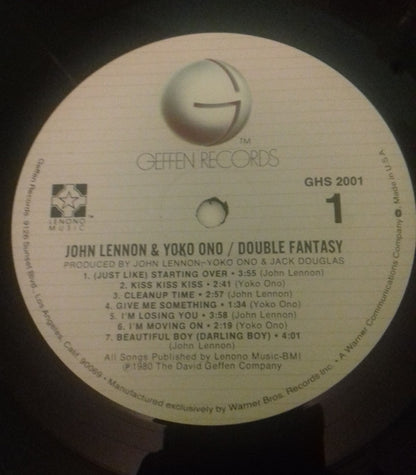 G
TM
GEFFEN RECORDS
GHS 2001
1
LENONO
MUSIC
TM
JOHN LENNON & YOKO ONO / DOUBLE FANTASY
PRODUCED BY JOHN LENNON-YOKO ONO & JACK DOUGLAS
1. (JUST LIKE) STARTING OVER • 3:55 (John Lennon)
2. KISS KISS KISS • 2:41 (Yoko Ono)
3. CLEANUP TIME • 2:57 (John Lennon)
4. GIVE ME SOMETHING • 1:34 (Yoko Ono)
5. I'M LOSING YOU • 3:58 (John Lennon)
6. I'M MOVING ON • 2:19 (Yoko Ono)
7. BEAUTIFUL BOY (DARLING BOY) • 4:01
(John Lennon)
All Songs Published by Lenono Music-BMI
℗1980 The David Geffen Company
Geffen Records 9126 Sunset Blvd., Los Angeles, Calif. 90069 • Manufactured exclusively by Warner Bros. Records Inc. • A Warner Communications Company • Made in U.S.A.